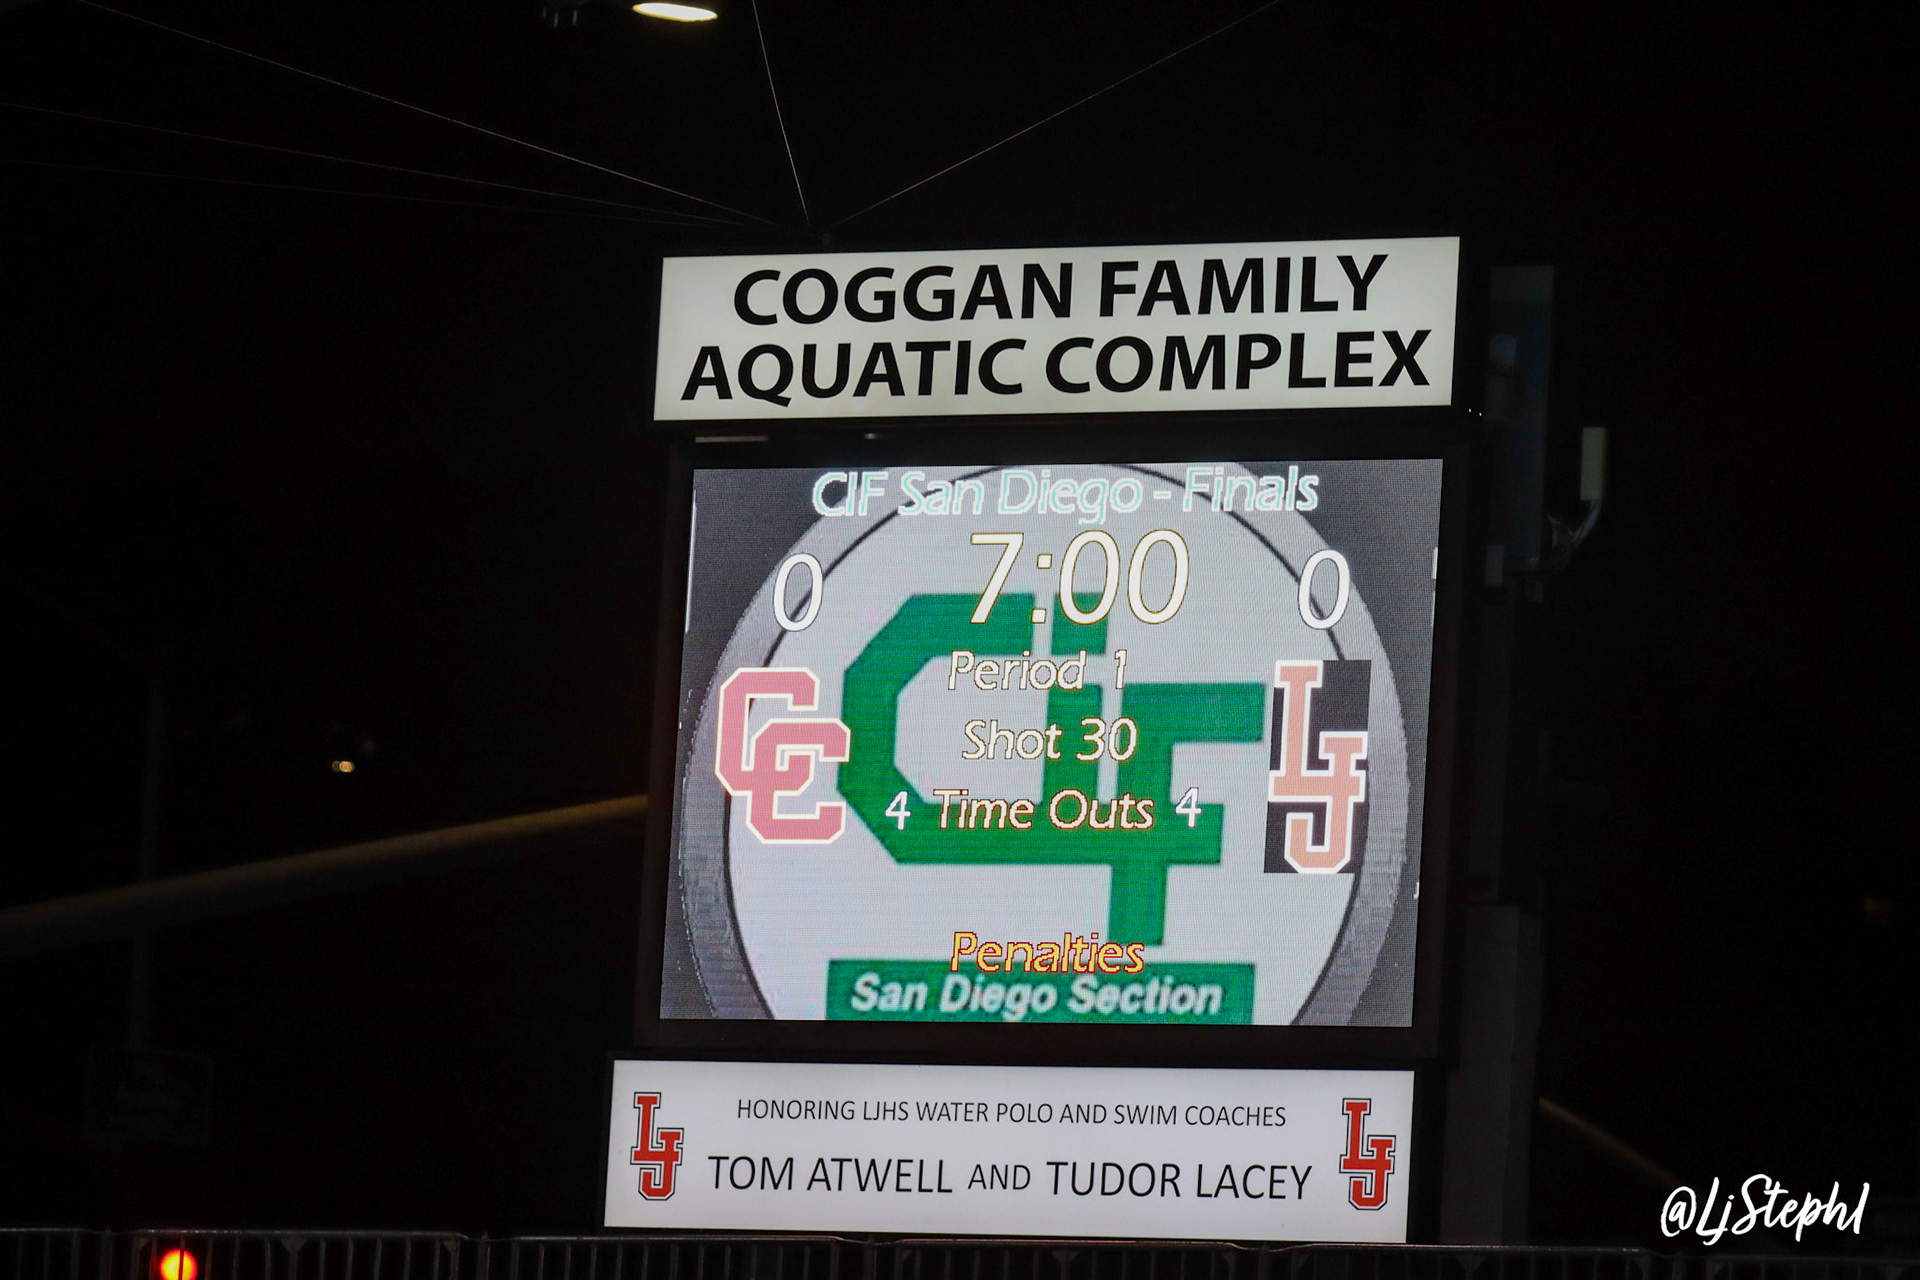 COGGAN FAMILY
AQUATIC COMPLEX
CIF San Diego - Finals
0 7:00 0
Period 1
CC Shot 30 LJ
4 Time Outs 4
CIF
Penalties
San Diego Section
HONORING LJHS WATER POLO AND SWIM COACHES
LJ TOM ATWELL AND TUDOR LACEY LJ
@LjStephl